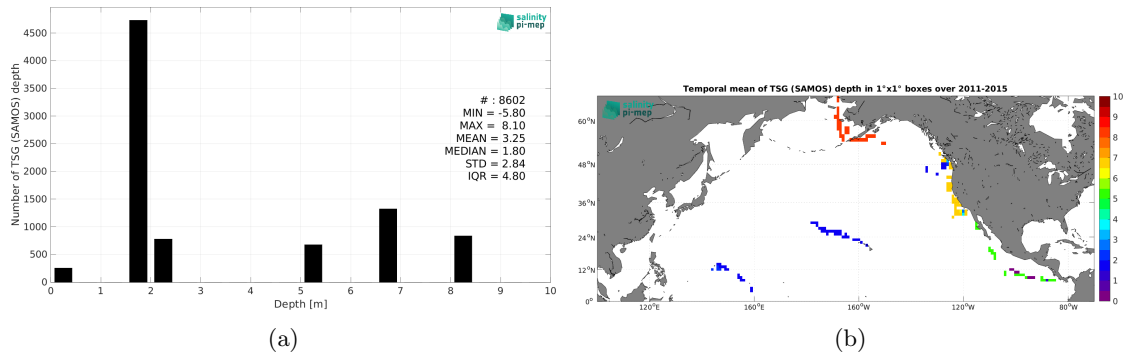 salinity
pi-mep
4500
4000
3500
3000
2500
2000
1500
1000
500
0
Number of TSG (SAMOS) depth
# : 8602
MIN = -5.80
MAX = 8.10
MEAN = 3.25
MEDIAN = 1.80
STD = 2.84
IQR = 4.80
0 1 2 3 4 5 6 7 8 9 10
Depth [m]
(a)
Temporal mean of TSG (SAMOS) depth in 1°x1° boxes over 2011-2015
salinity
pi-mep
60°N
48°N
36°N
24°N
12°N
0°
120°E 160°E 160°W 120°W 80°W
10
9
8
7
6
5
4
3
2
1
0
(b)